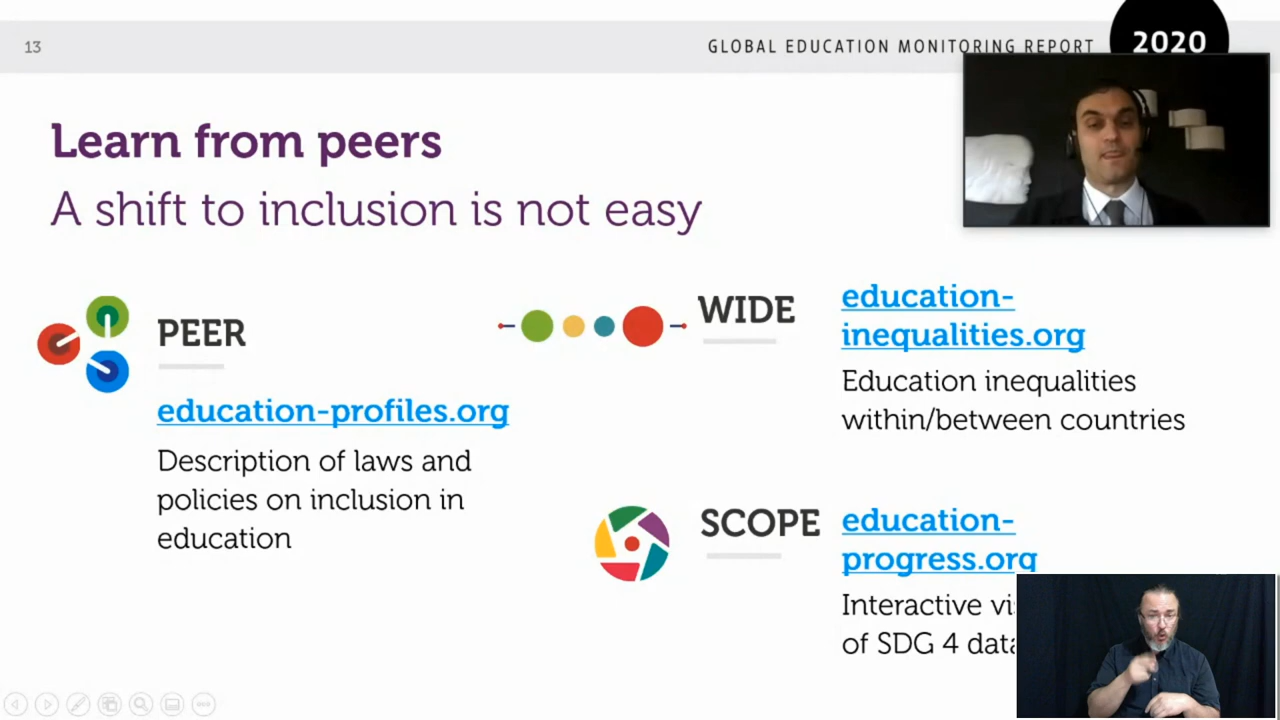 13
GLOBAL EDUCATION MONITORING REPORT
2020
Learn from peers
A shift to inclusion is not easy
PEER
education-profiles.org
Description of laws and
policies on inclusion in
education
WIDE
education-
inequalities.org
Education inequalities
within/between countries
SCOPE
education-
progress.org
Interactive
of SDG 4 data